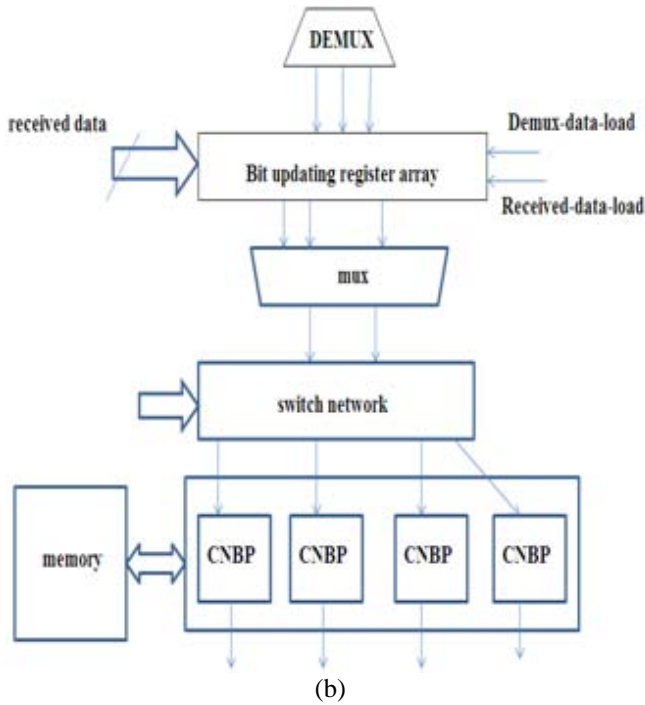 DEMUX
received data
Demux-data-load
Bit updating register array
Received-data-load
mux
switch network
memory
CNBP
CNBP
CNBP
CNBP
(b)